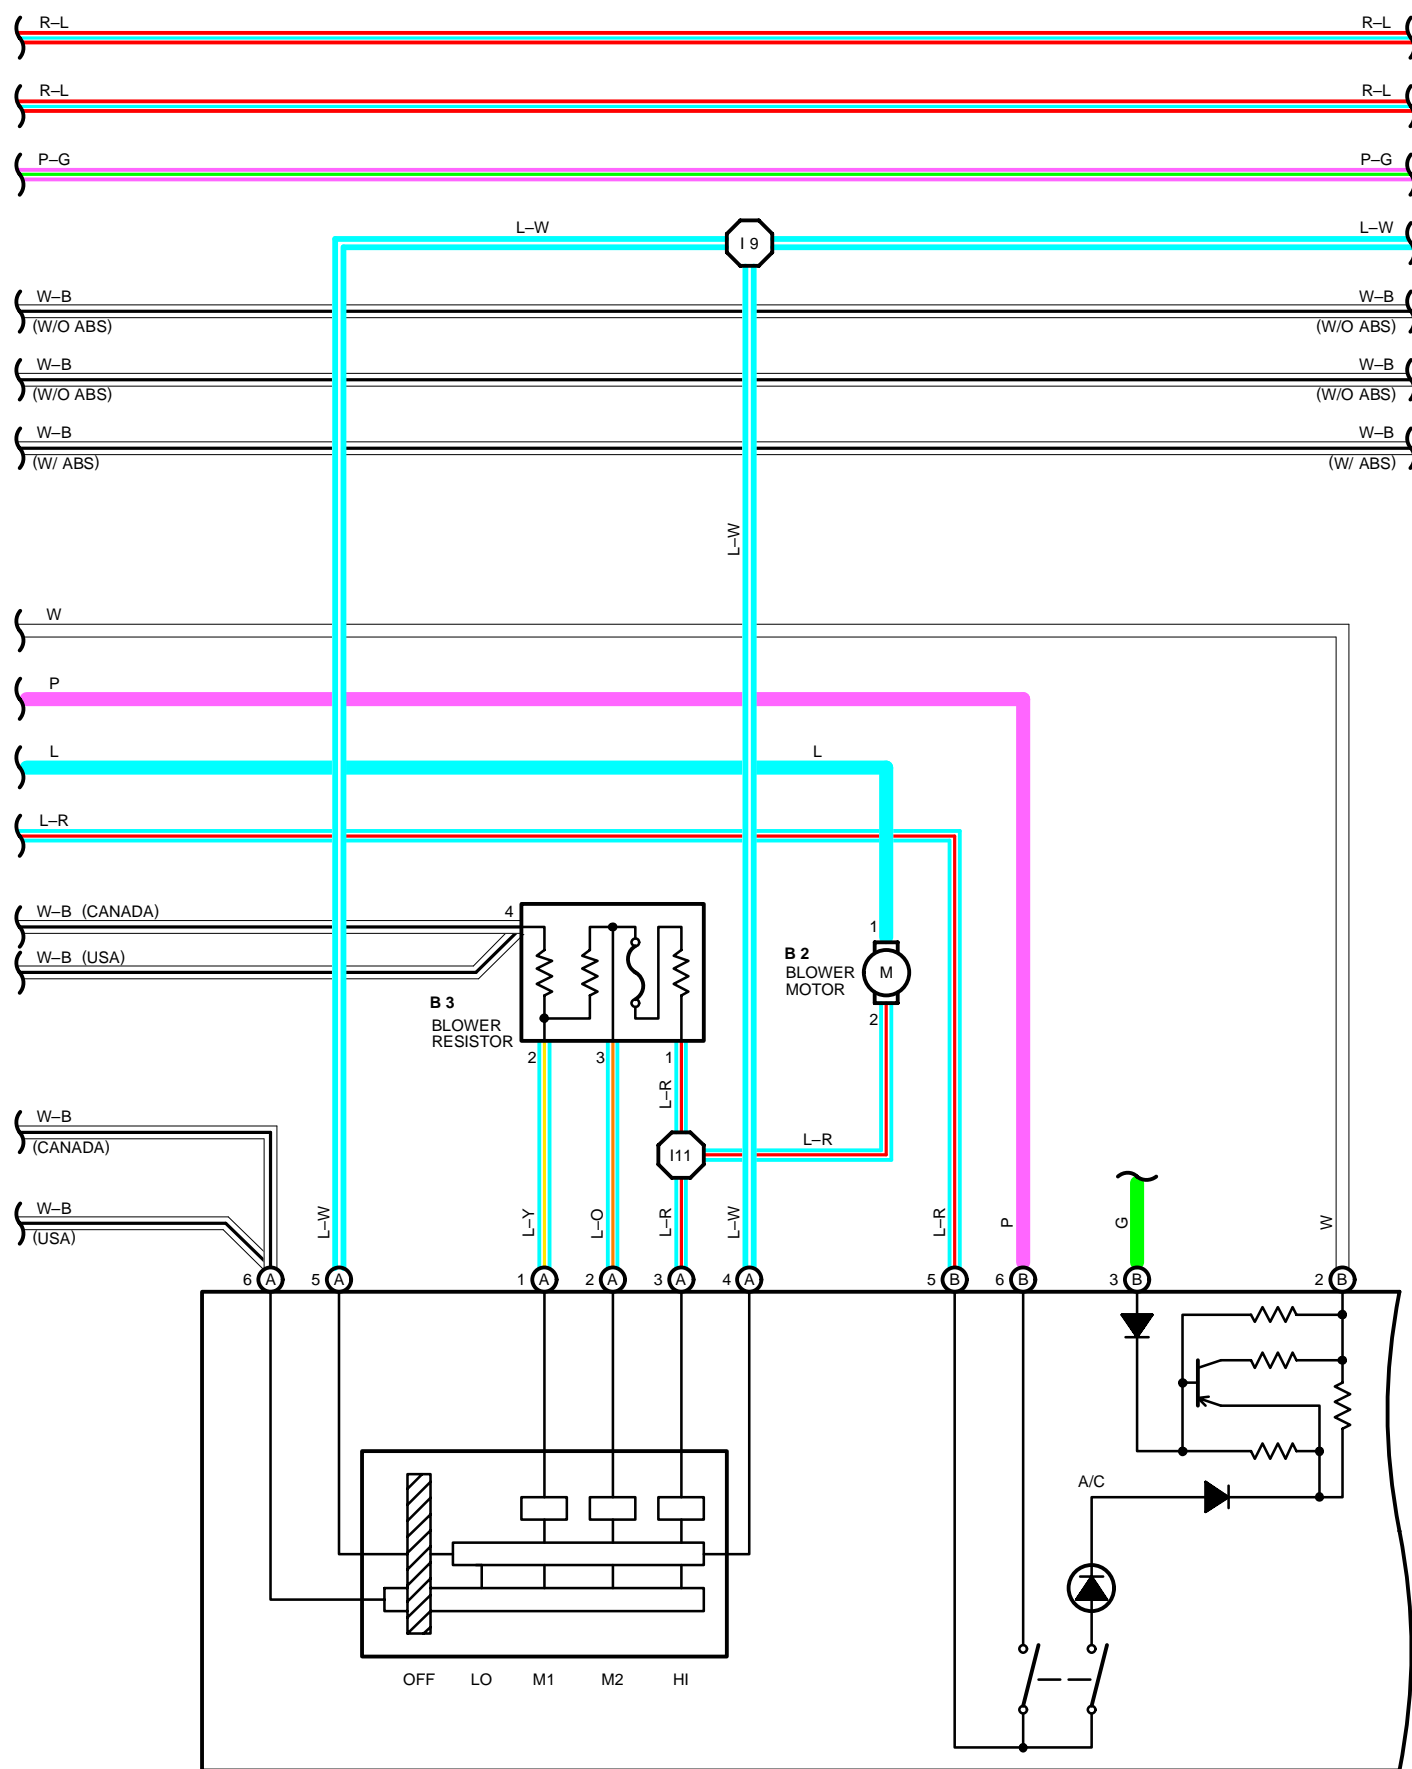 R–L R–L
R–L R–L
P–G P–G
L–W I 9 L–W
W–B W–B
(W/O ABS) (W/O ABS)
W–B W–B
(W/O ABS) (W/O ABS)
W–B W–B
(W/ ABS) (W/ ABS)
L–W
W
P
L L
L–R
W–B (CANADA) 4
W–B (USA)
B 3
BLOWER
RESISTOR
2 3 1
1
B 2
BLOWER
MOTOR
M
2
L–R
I11
L–R
W–B
(CANADA)
W–B
(USA)
L–W L–Y L–O L–R L–W L–R P G W
6 A 5 A 1 A 2 A 3 A 4 A 5 B 6 B 3 B 2 B
A/C
OFF LO M1 M2 HI